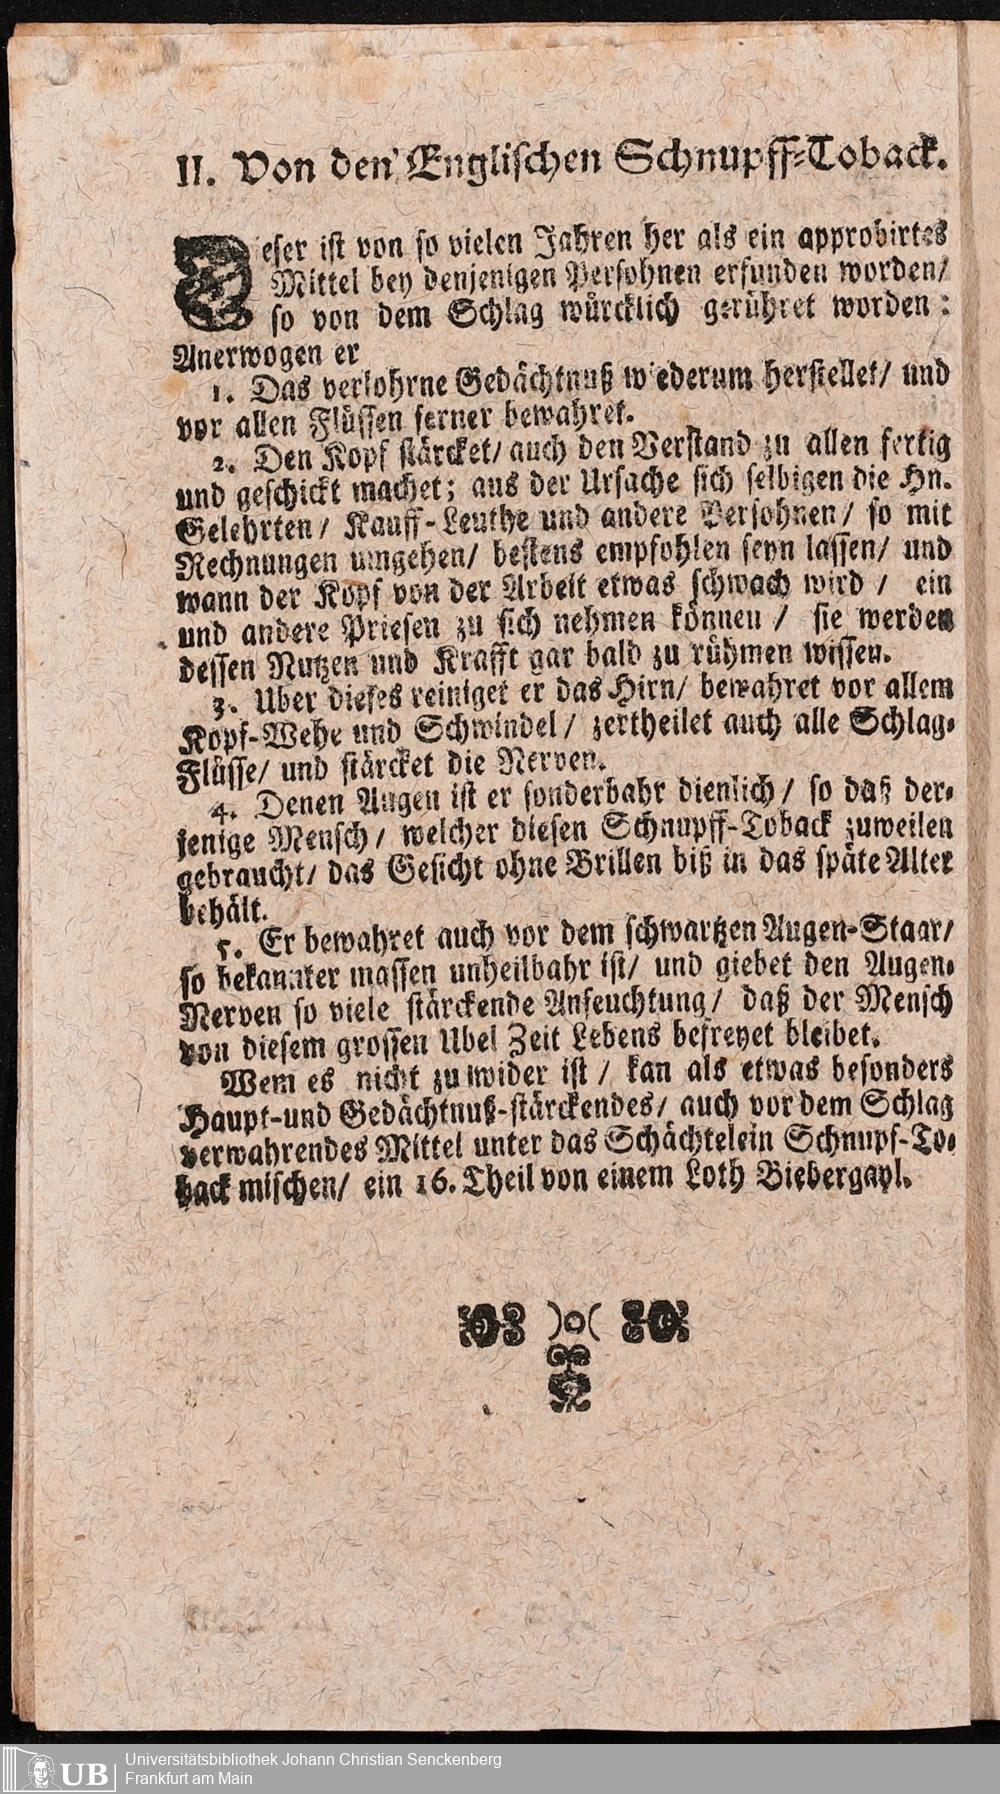 II. Von den Englischen Schnupff-Toback.
Deser ist von so vielen Jahren her als ein approbirtes
Mittel bey denjenigen Persohnen erfunden worden/
so von dem Schlag würcklich gerühret worden:
Anerwogen er
1. Das verlohrne Gedächtnuß wiederum herstellet/ und
vor allen Flüssen ferner bewahret.
2. Den Kopf stärcket/ auch den Verstand zu allen fertig
und geschickt machet; aus der Ursache sich selbigen die Hn.
Gelehrten/ Kauff-Leuthe und andere Persohnen/ so mit
Rechnungen umgehen/ bestens empfohlen seyn lassen/ und
wann der Kopf von der Arbeit etwas schwach wird / ein
und andere Priesen zu sich nehmen können / sie werden
dessen Nutzen und Krafft gar bald zu rühmen wissen.
3. Uber dieses reiniget er das Hirn/ bewahret vor allem
Kopf-Wehe und Schwindel/ zertheilet auch alle Schlag-
Flüsse/ und stärcket die Nerven.
4. Denen Augen ist er sonderbahr dienlich/ so daß der-
jenige Mensch/ welcher diesen Schnupff-Toback zuweilen
gebraucht/ das Gesicht ohne Brillen biß in das späte Alter
behält.
5. Er bewahret auch vor dem schwartzen Augen-Staar/
so bekannter massen unheilbahr ist/ und giebet den Augen-
Nerven so viele stärckende Anfeuchtung/ daß der Mensch
von diesem grossen Ubel Zeit Lebens befreyet bleibet.
Wem es nicht zuwider ist/ kan als etwas besonders
Haupt-und Gedächtnuß-stärckendes/ auch vor dem Schlag
verwahrendes Mittel unter das Schächtelein Schnupf-To-
back mischen/ ein 16. Theil von einem Loth Biebergayl.
UB
Universitätsbibliothek Johann Christian Senckenberg
Frankfurt am Main